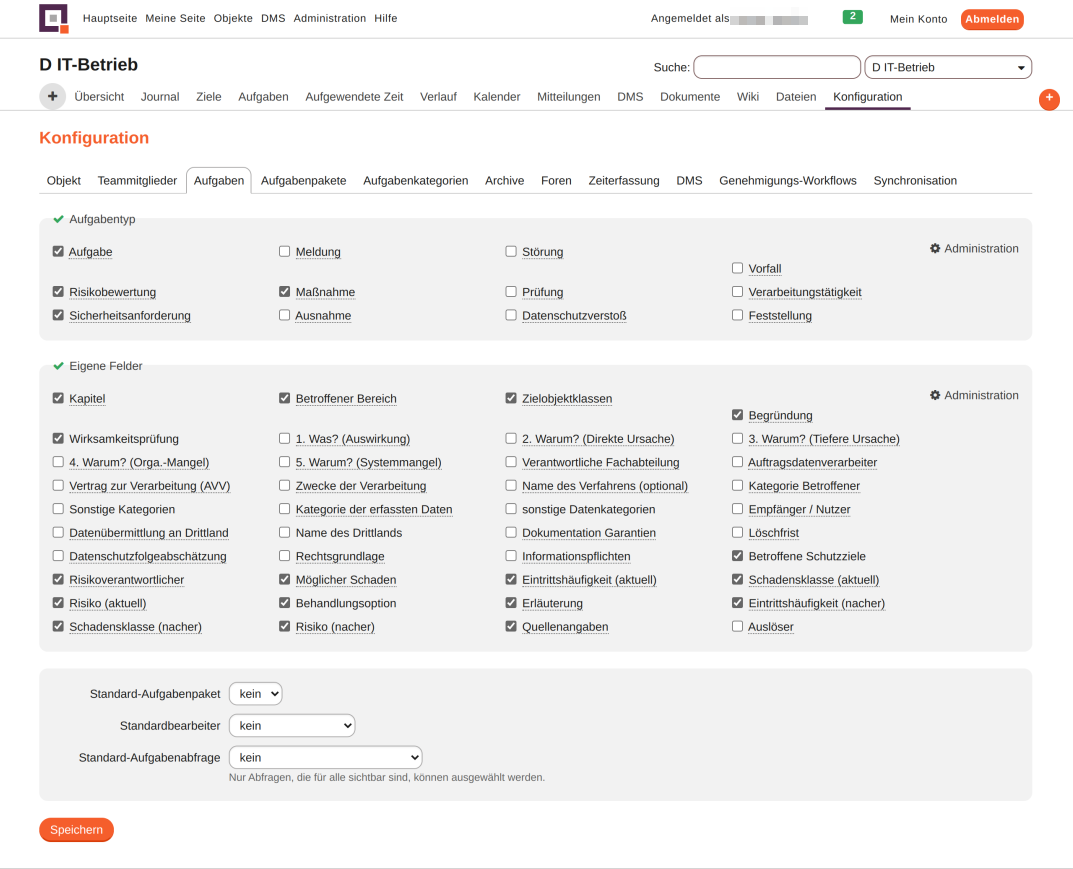 Hauptseite Meine Seite Objekte DMS Administration Hilfe Angemeldet als 2 Mein Konto Abmelden
D IT-Betrieb Suche: D IT-Betrieb
+ Übersicht Journal Ziele Aufgaben Aufgewendete Zeit Verlauf Kalender Mitteilungen DMS Dokumente Wiki Dateien Konfiguration +
Konfiguration
Objekt Teammitglieder Aufgaben Aufgabenpakete Aufgabenkategorien Archive Foren Zeiterfassung DMS Genehmigungs-Workflows Synchronisation
Aufgabentyp
Administration
Aufgabe Meldung Störung Vorfall
Risikobewertung Maßnahme Prüfung Verarbeitungstätigkeit
Sicherheitsanforderung Ausnahme Datenschutzverstoß Feststellung
Eigene Felder
Administration
Kapitel Betroffener Bereich Zielobjektklassen Begründung
Wirksamkeitsprüfung 1. Was? (Auswirkung) 2. Warum? (Direkte Ursache) 3. Warum? (Tiefere Ursache)
4. Warum? (Orga.-Mangel) 5. Warum? (Systemmangel) Verantwortliche Fachabteilung Auftragsdatenverarbeiter
Vertrag zur Verarbeitung (AVV) Zwecke der Verarbeitung Name des Verfahrens (optional) Kategorie Betroffener
Sonstige Kategorien Kategorie der erfassten Daten sonstige Datenkategorien Empfänger / Nutzer
Datenübermittlung an Drittland Name des Drittlands Dokumentation Garantien Löschfrist
Datenschutzfolgeabschätzung Rechtsgrundlage Informationspflichten Betroffene Schutzziele
Risikoverantwortlicher Möglicher Schaden Eintrittshäufigkeit (aktuell) Schadensklasse (aktuell)
Risiko (aktuell) Behandlungsoption Erläuterung Eintrittshäufigkeit (nacher)
Schadensklasse (nacher) Risiko (nacher) Quellenangaben Auslöser
Standard-Aufgabenpaket kein
Standardbearbeiter kein
Standard-Aufgabenabfrage kein
Nur Abfragen, die für alle sichtbar sind, können ausgewählt werden.
Speichern